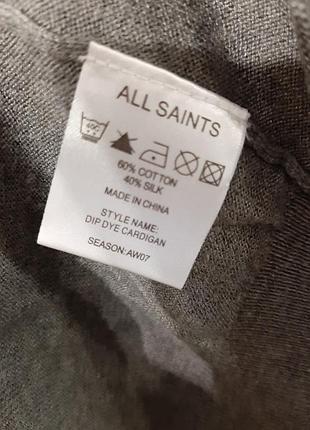 ALL SAINTS
60% COTTON
40% SILK
MADE IN CHINA
STYLE NAME:
DIP DYE CARDIGAN
SEASON: AW07